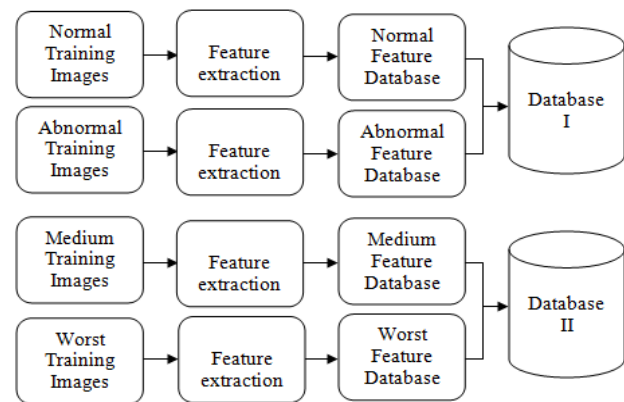 Normal
Training
Images
Feature
extraction
Normal
Feature
Database
Database
I
Abnormal
Training
Images
Feature
extraction
Abnormal
Feature
Database
Medium
Training
Images
Feature
extraction
Medium
Feature
Database
Database
II
Worst
Training
Images
Feature
extraction
Worst
Feature
Database